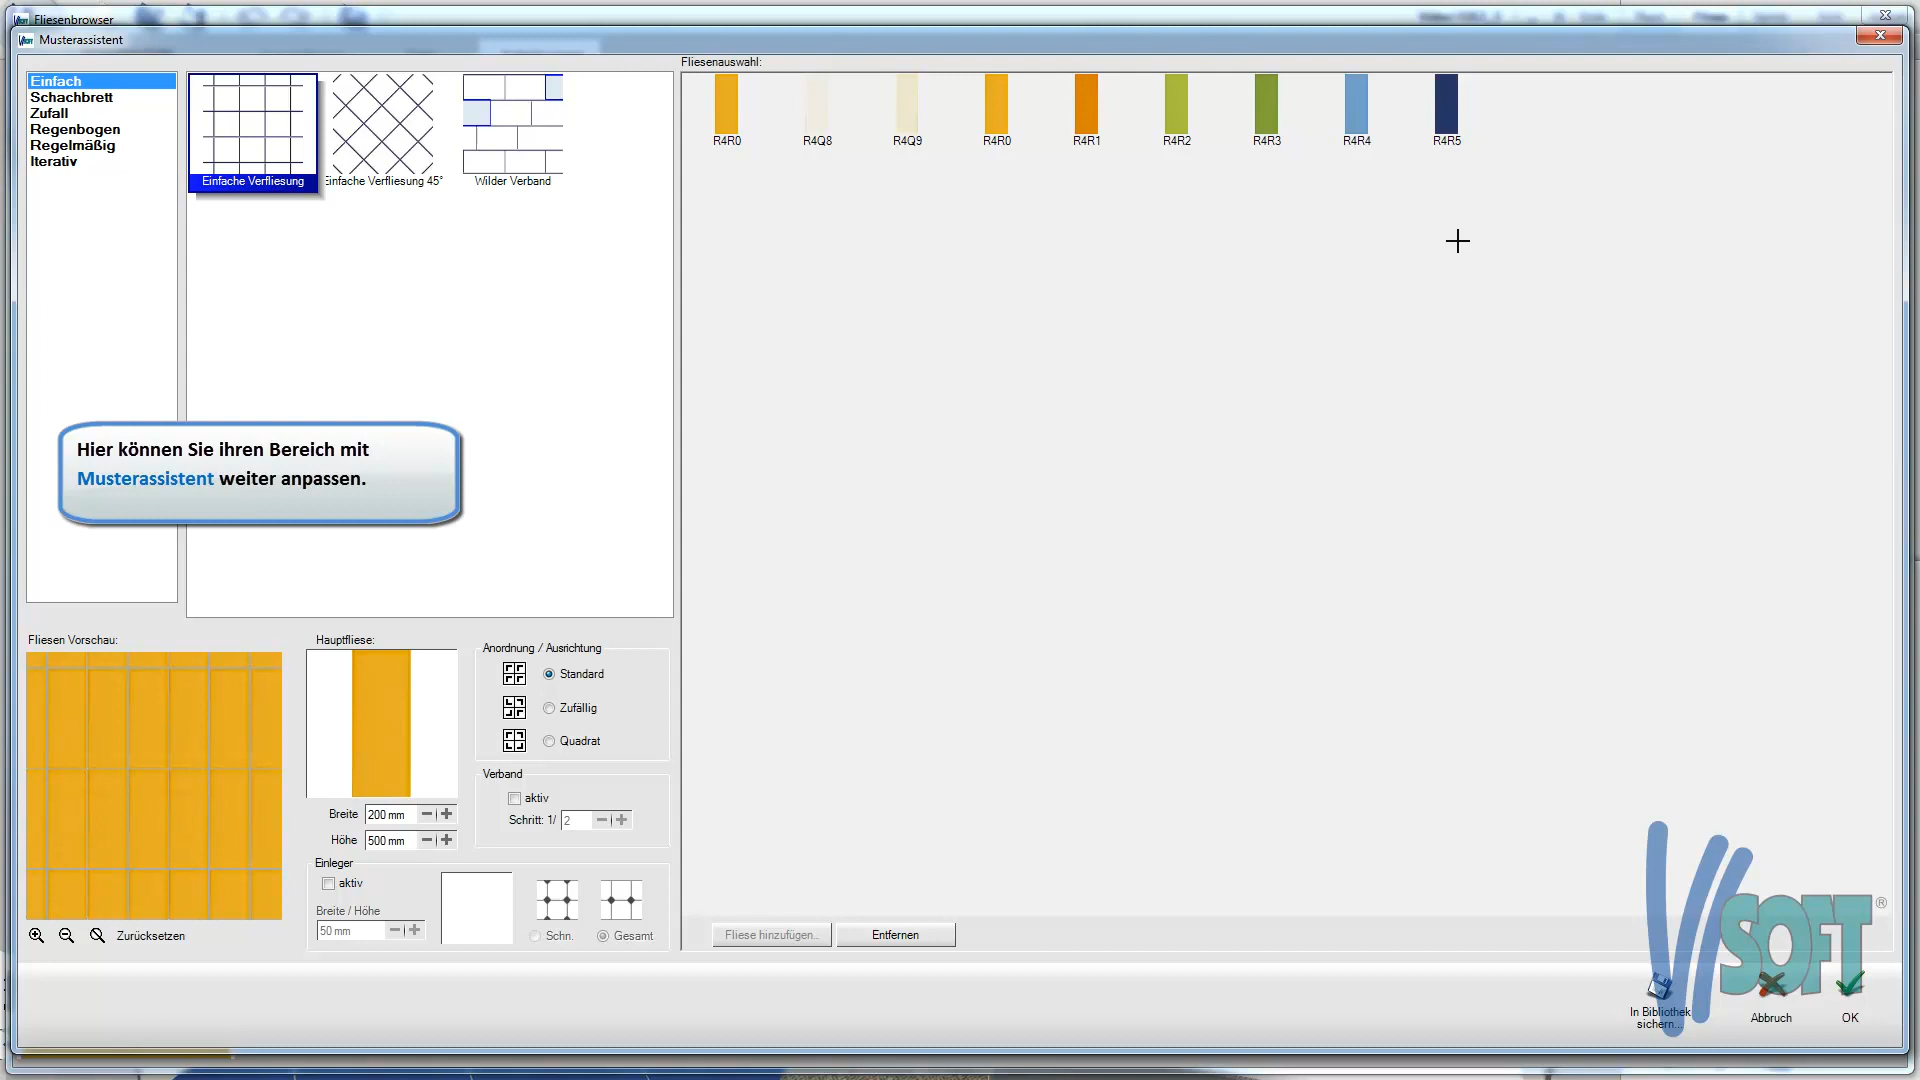 Fliesenbrowser
Musterassistent
Einfach
Schachbrett
Zufall
Regenbogen
Regelmäßig
Iterativ
Einfache Verfliesung
Einfache Verfliesung 45°
Wilder Verband
Fliesenauswahl:
R4R0
R4Q8
R4Q9
R4R0
R4R1
R4R2
R4R3
R4R4
R4R5
Hier können Sie ihren Bereich mit
Musterassistent weiter anpassen.
Fliesen Vorschau:
Zurücksetzen
Hauptfliese:
Breite 200 mm
Höhe 500 mm
Anordnung / Ausrichtung
Standard
Zufällig
Quadrat
Verband
aktiv
Schritt: 1/ 2
Einleger
aktiv
Breite / Höhe
50 mm
Schn.
Gesamt
Fliese hinzufügen...
Entfernen
ViSOFT®
In Bibliothek
sichern...
Abbruch
OK